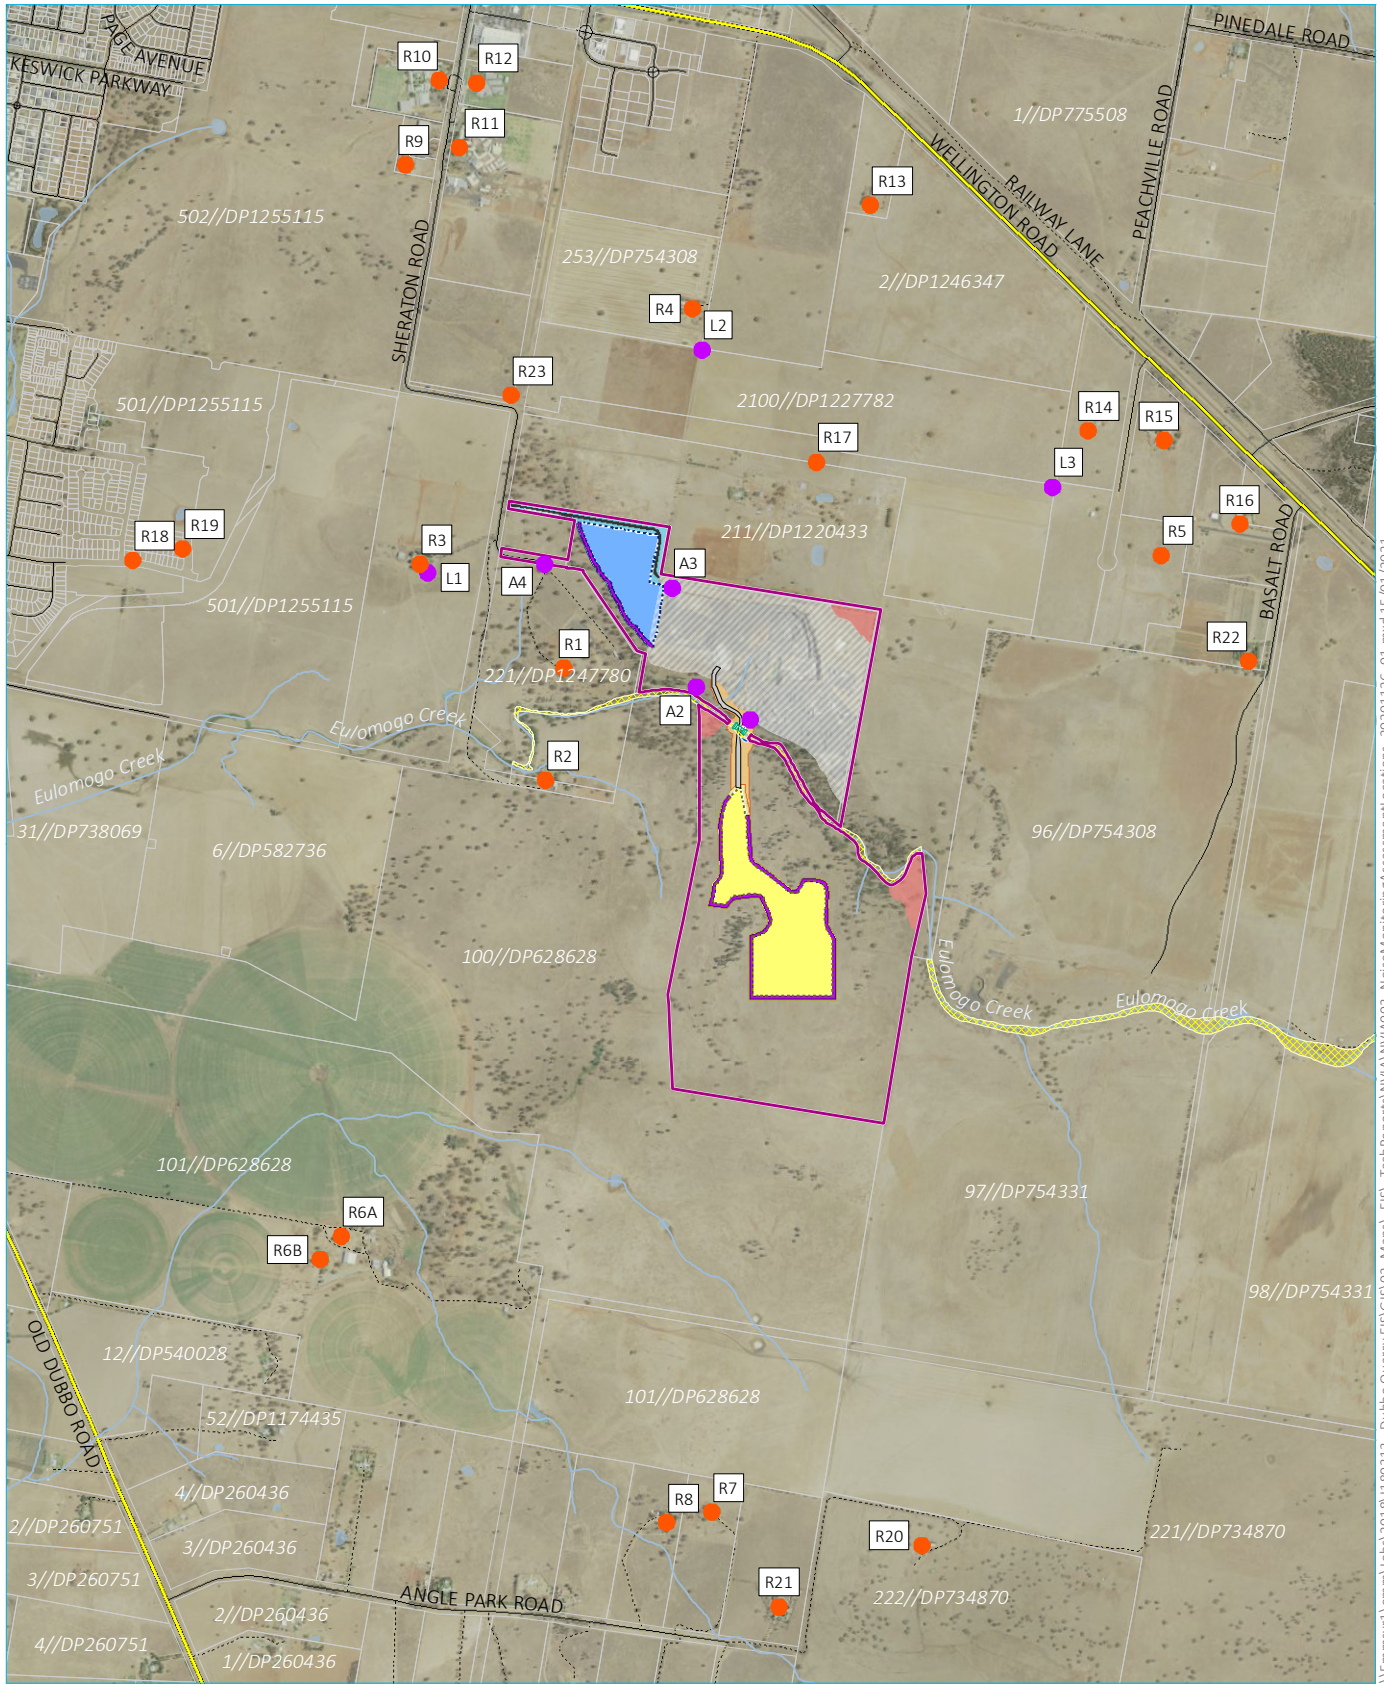 PAGE AVENUE
KESWICK PARKWAY
PINEDALE ROAD
R10
R12
R11
R9
1//DP775508
PEACHVILLE ROAD
WELLINGTON ROAD
RAILWAY LANE
R13
502//DP1255115
SHERATON ROAD
253//DP754308
2//DP1246347
R4
L2
R23
501//DP1255115
2100//DP1227782
R14
R15
R17
L3
R16
R18
R19
211//DP1220433
R5
BASALT ROAD
R3
L1
A4
A3
501//DP1255115
R22
R1
221//DP1247780
A2
Eulomogo Creek
Eulomogo Creek
R2
31//DP738069
6//DP582736
96//DP754308
100//DP628628
Eulomogo Creek
Eulomogo Creek
101//DP628628
97//DP754331
R6A
R6B
98//DP754331
OLD DUBBO ROAD
12//DP540028
101//DP628628
52//DP1174435
4//DP260436
R8
R7
2//DP260751
3//DP260436
R20
221//DP734870
3//DP260751
R21
ANGLE PARK ROAD
222//DP734870
2//DP260436
4//DP260751
1//DP260436